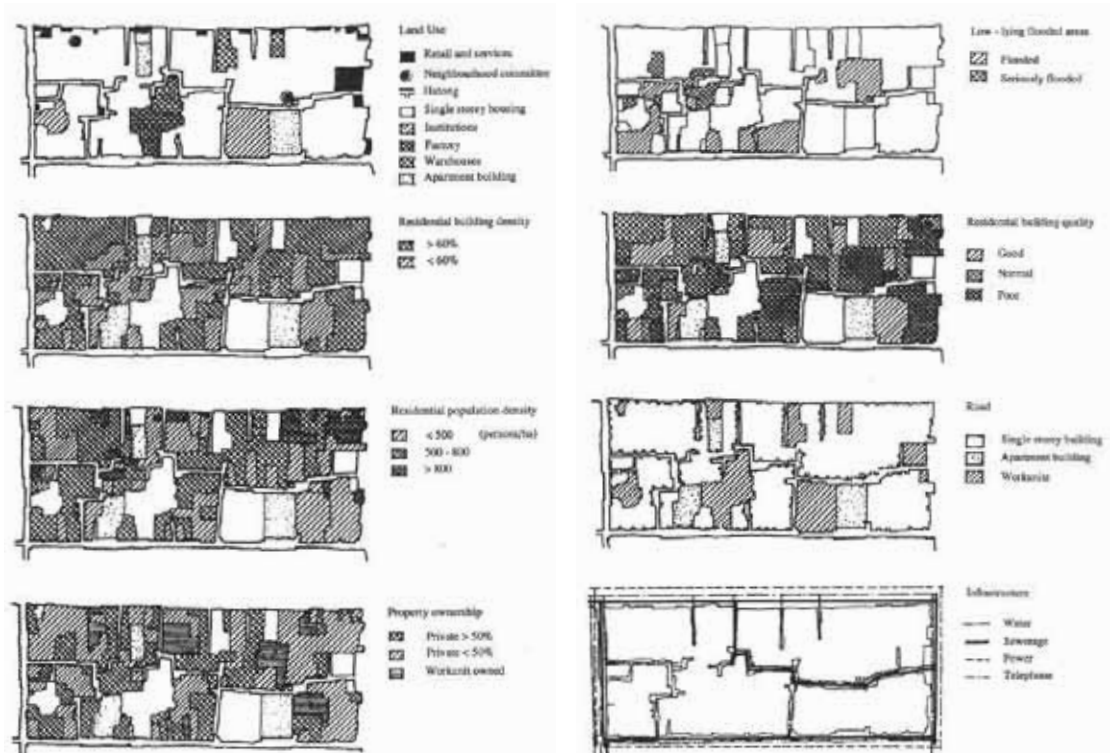 Land Use
Retail and services
Neighbourhood committee
Hutong
Single storey housing
Institutions
Factory
Warehouses
Apartment building
Residential building density
> 60%
< 60%
Residential population density
< 500 (persons/ha)
500 - 800
> 800
Property ownership
Private > 50%
Private < 50%
Workunit owned
Low - lying flooded areas
Flooded
Seriously flooded
Residential building quality
Good
Normal
Poor
Road
Single storey building
Apartment building
Workunits
Infrastructure
Water
Sewerage
Power
Telephone